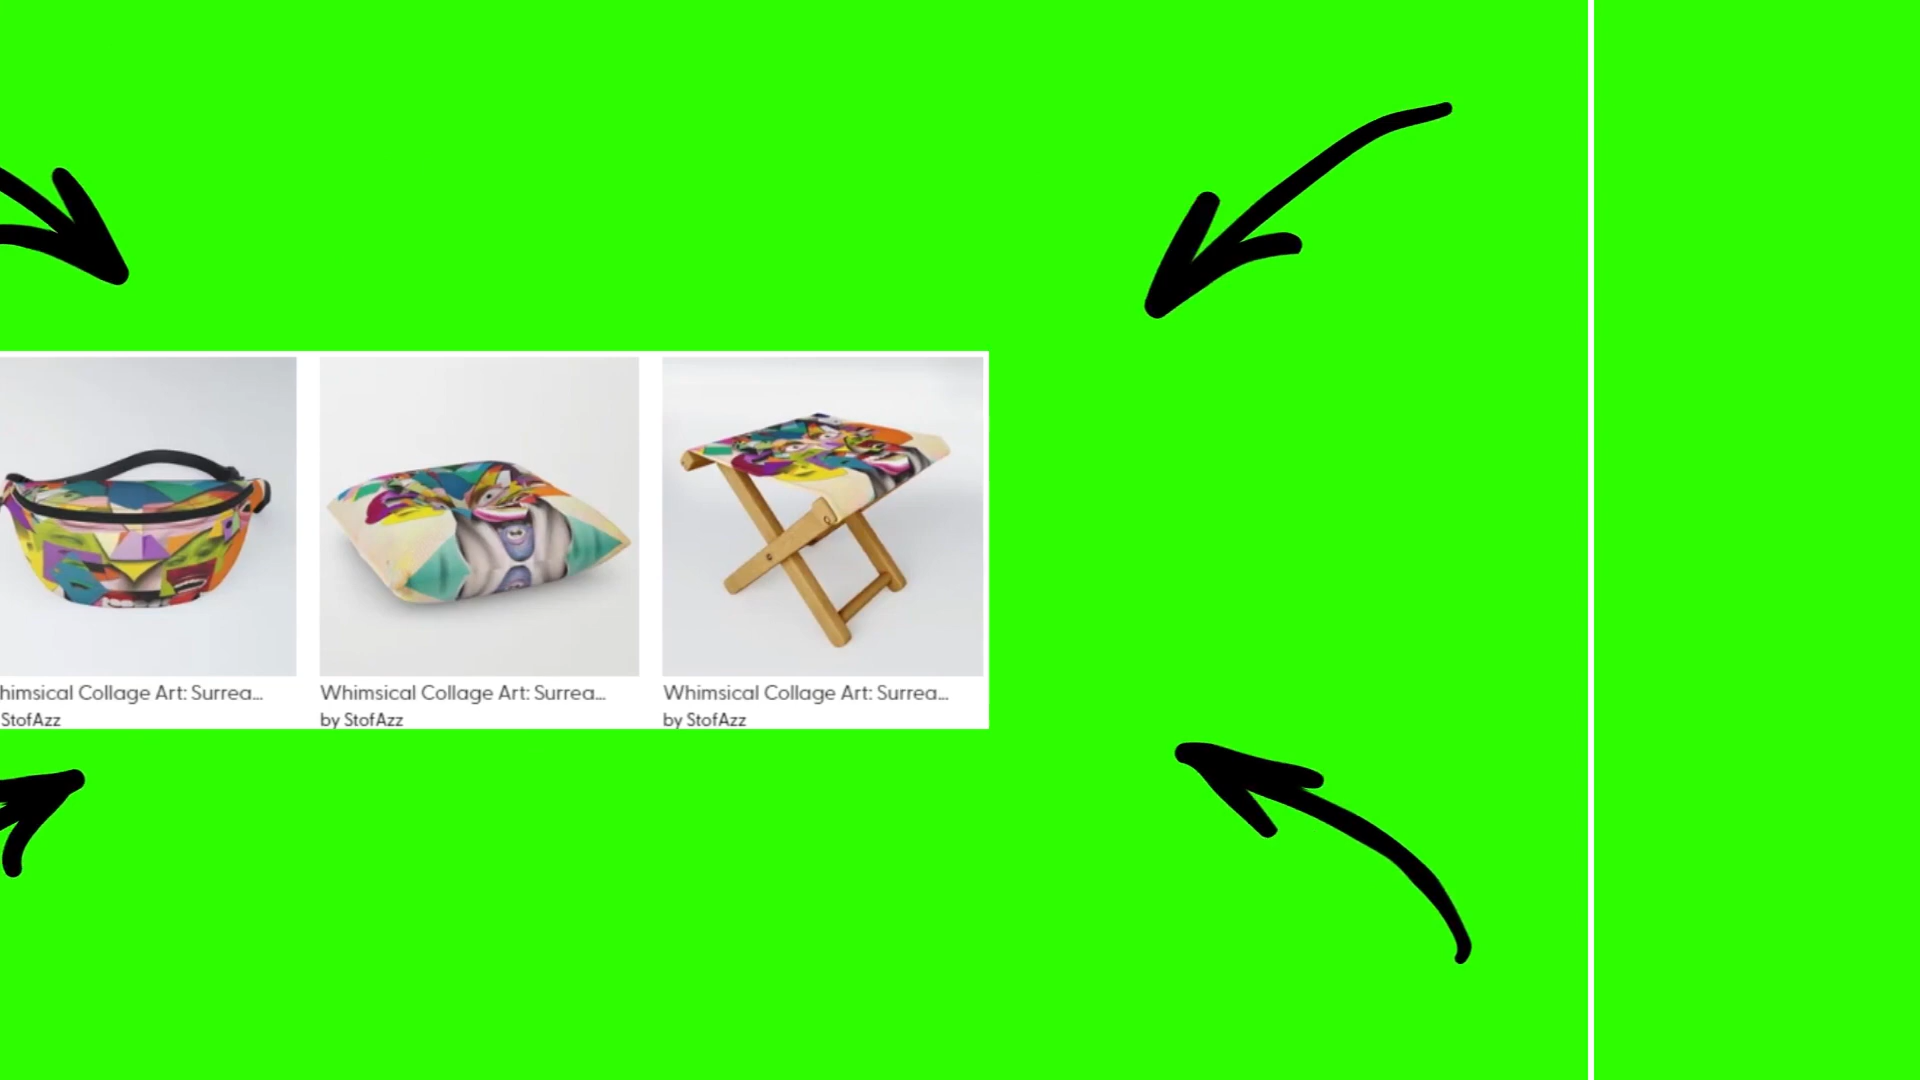 himsical Collage Art: Surrea...
StofAzz
Whimsical Collage Art: Surrea...
by StofAzz
Whimsical Collage Art: Surrea...
by StofAzz